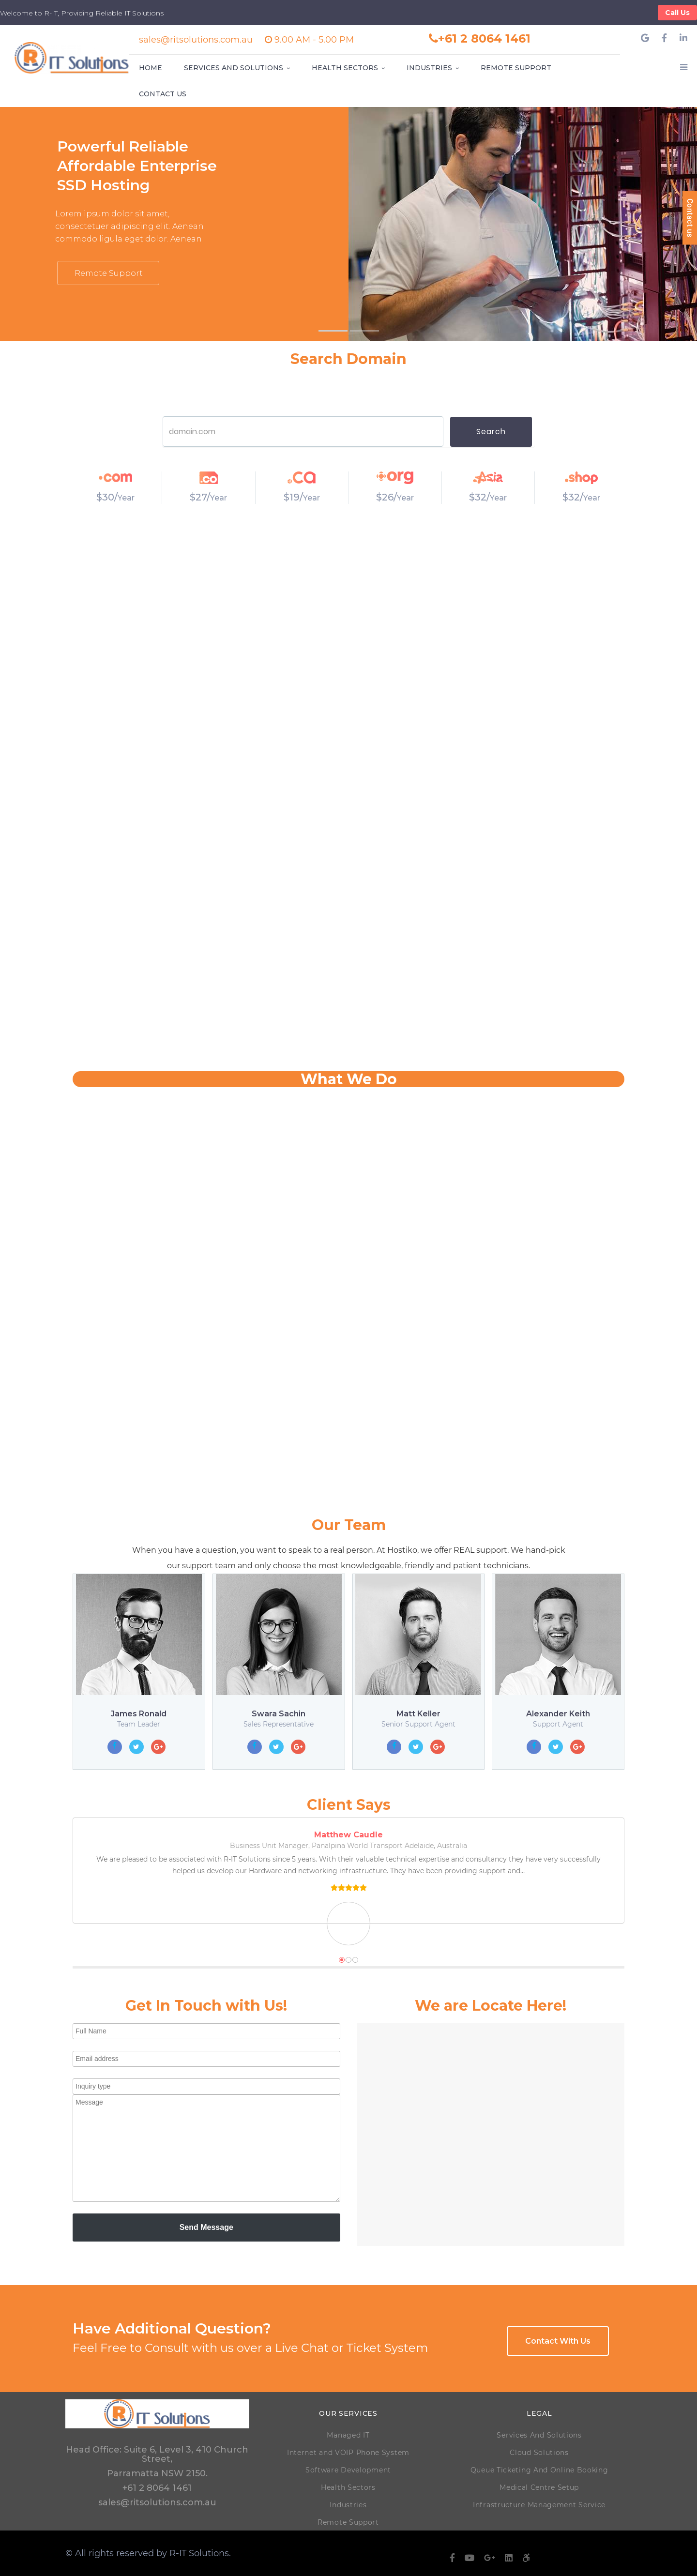 Welcome to R-IT, Providing Reliable IT Solutions
Call Us
R IT Solutions
sales@ritsolutions.com.au
9.00 AM - 5:00 PM
+61 2 8064 1461
HOME
SERVICES AND SOLUTIONS
HEALTH SECTORS
INDUSTRIES
REMOTE SUPPORT
CONTACT US
Powerful Reliable
Affordable Enterprise
SSD Hosting
Lorem ipsum dolor sit amet,
consectetuer adipiscing elit. Aenean
commodo ligula eget dolor. Aenean
Remote Support
Contact us
Search Domain
domain.com
Search
.com
.co
.CA
.org
.Asia
.shop
$30/Year
$27/Year
$19/Year
$26/Year
$32/Year
$32/Year
What We Do
Our Team
When you have a question, you want to speak to a real person. At Hostiko, we offer REAL support. We hand-pick
our support team and only choose the most knowledgeable, friendly and patient technicians.
James Ronald
Team Leader
Swara Sachin
Sales Representative
Matt Keller
Servior Support Agent
Alexander Keith
Support Agent
Client Says
Matthew Caudle
Business Unit Manager, Panalpina World Transport Adelaide, Australia
We are pleased to be associated with R-IT Solutions since 5 years. With their valuable technical expertise and consultancy they have very successfully
helped us develop our Hardware and networking infrastructure. They have been providing support and...
Get In Touch with Us!
We are Locate Here!
Full Name
Email address
Inquiry type
Message
Send Message
Have Additional Question?
Feel Free to Consult with us over a Live Chat or Ticket System
Contact With Us
R IT Solutions
Head Office: Suite 6, Level 3, 410 Church
Street,
Parramatta NSW 2150.
+61 2 8064 1461
sales@ritsolutions.com.au
OUR SERVICES
Managed IT
Internet and VOIP Phone System
Software Development
Health Sectors
Industries
Remote Support
LEGAL
Services And Solutions
Cloud Solutions
Queue Ticketing And Online Booking
Medical Centre Setup
Infrastructure Management Service
© All rights reserved by R-IT Solutions.